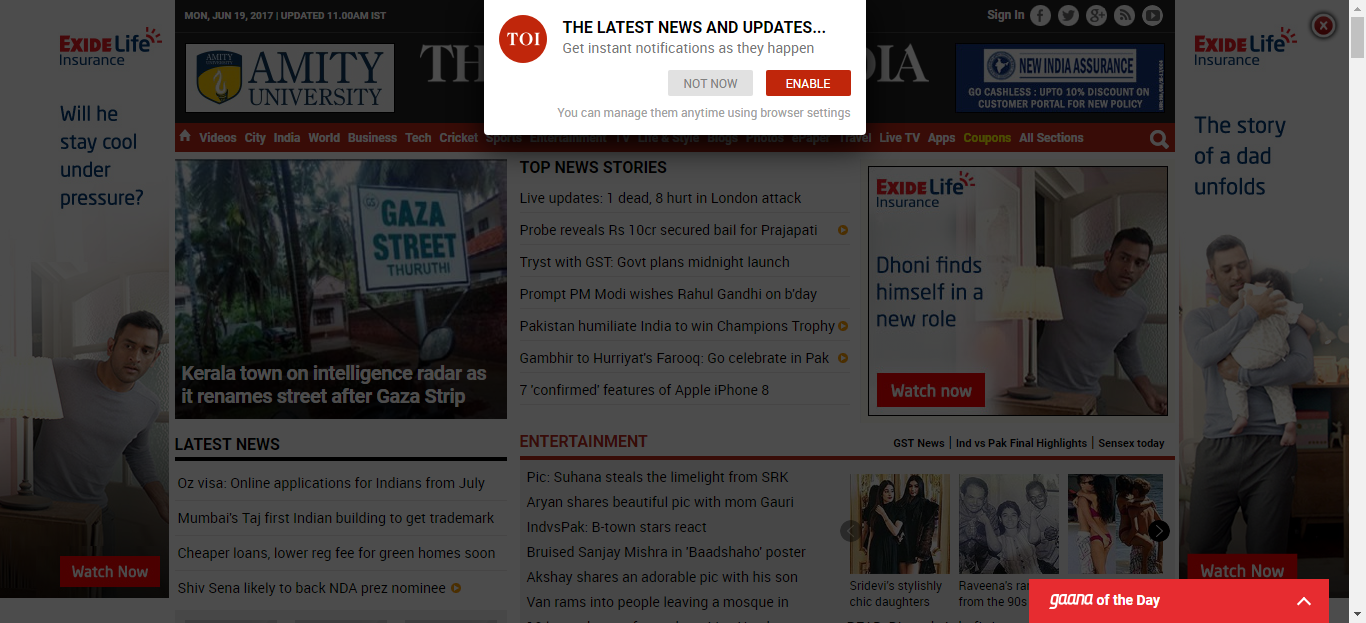 EXIDE Life
Insurance
Will he
stay cool
under
pressure?
Watch Now
MON, JUN 19, 2017 | UPDATED 11.00AM IST
Sign In
AMITY
UNIVERSITY
AMITY
UNIVERSITY
TH
DIA
NEW INDIA ASSURANCE
GO CASHLESS : UPTO 10% DISCOUNT ON
CUSTOMER PORTAL FOR NEW POLICY
TOI
THE LATEST NEWS AND UPDATES...
Get instant notifications as they happen
NOT NOW
ENABLE
You can manage them anytime using browser settings
Videos City India World Business Tech Cricket Sports Entertainment TV Life & Style Blogs Photos ePaper Travel Live TV Apps Coupons All Sections
GAZA
STREET
THURUTHI
Kerala town on intelligence radar as
it renames street after Gaza Strip
LATEST NEWS
Oz visa: Online applications for Indians from July
Mumbai's Taj first Indian building to get trademark
Cheaper loans, lower reg fee for green homes soon
Shiv Sena likely to back NDA prez nominee
TOP NEWS STORIES
Live updates: 1 dead, 8 hurt in London attack
Probe reveals Rs 10cr secured bail for Prajapati
Tryst with GST: Govt plans midnight launch
Prompt PM Modi wishes Rahul Gandhi on b'day
Pakistan humiliate India to win Champions Trophy
Gambhir to Hurriyat's Farooq: Go celebrate in Pak
7 'confirmed' features of Apple iPhone 8
EXIDE Life
Insurance
Dhoni finds
himself in a
new role
Watch now
ENTERTAINMENT
GST News | Ind vs Pak Final Highlights | Sensex today
Pic: Suhana steals the limelight from SRK
Aryan shares beautiful pic with mom Gauri
IndvsPak: B-town stars react
Bruised Sanjay Mishra in 'Baadshaho' poster
Akshay shares an adorable pic with his son
Van rams into people leaving a mosque in
Sridevi's stylishly
chic daughters
Raveena's ra
from the 90s
gaana of the Day
EXIDE Life
Insurance
The story
of a dad
unfolds
Watch Now